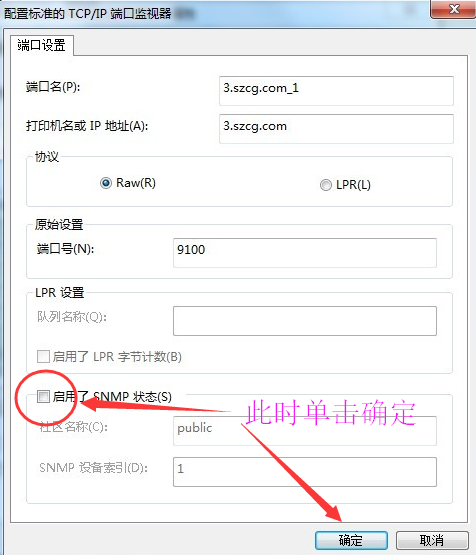 配置标准的 TCP/IP 端口监视器
端口设置
端口名(P):
3.szcg.com_1
打印机名或 IP 地址(A):
3.szcg.com
协议
Raw(R)
LPR(L)
原始设置
端口号(N):
9100
LPR 设置
队列名称(Q):
启用了 LPR 字节计数(B)
启用了 SNMP 状态(S)
此时单击确定
社区名称(C):
public
SNMP 设备索引(D):
1
确定
取消